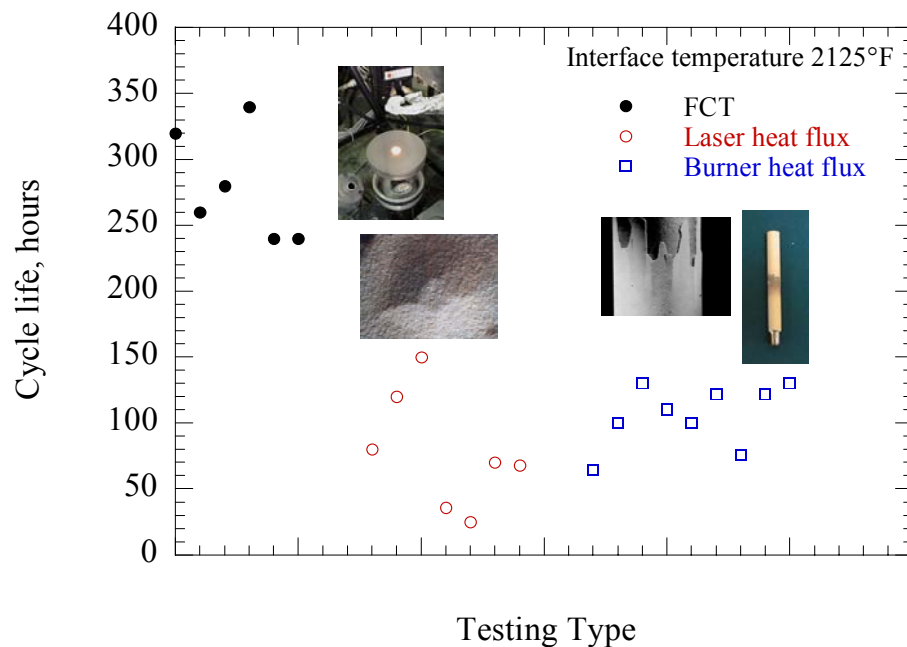 400
350
300
250
200
150
100
50
0
Cycle life, hours
Interface temperature 2125°F
FCT
Laser heat flux
Burner heat flux
Testing Type